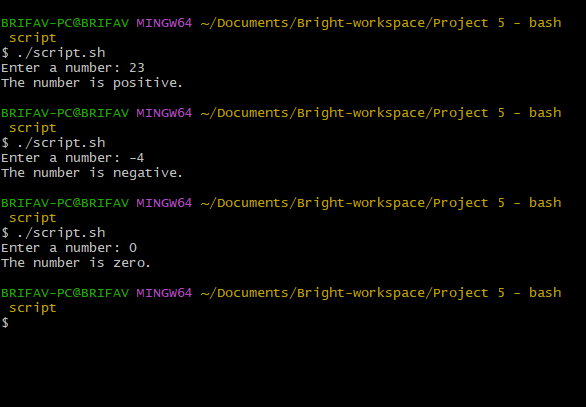 BRIFAV-PC@BRIFAV MINGW64 ~/Documents/Bright-workspace/Project 5 - bash
script
$ ./script.sh
Enter a number: 23
The number is positive.
BRIFAV-PC@BRIFAV MINGW64 ~/Documents/Bright-workspace/Project 5 - bash
script
$ ./script.sh
Enter a number: -4
The number is negative.
BRIFAV-PC@BRIFAV MINGW64 ~/Documents/Bright-workspace/Project 5 - bash
script
$ ./script.sh
Enter a number: 0
The number is zero.
BRIFAV-PC@BRIFAV MINGW64 ~/Documents/Bright-workspace/Project 5 - bash
script
$